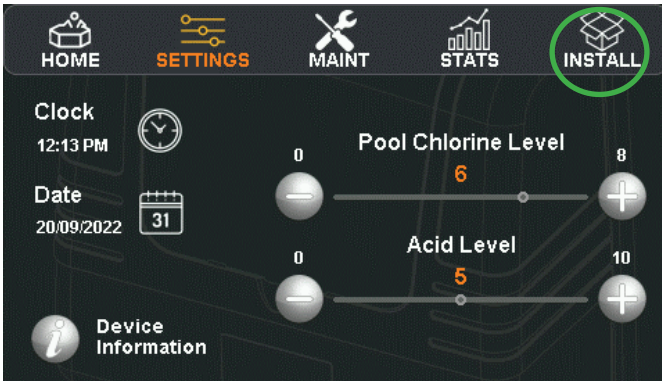 HOME
SETTINGS
MAINT
STATS
INSTALL
Clock
12:13 PM
Date
20/09/2022
31
Device
Information
Pool Chlorine Level
0
6
8
Acid Level
0
5
10